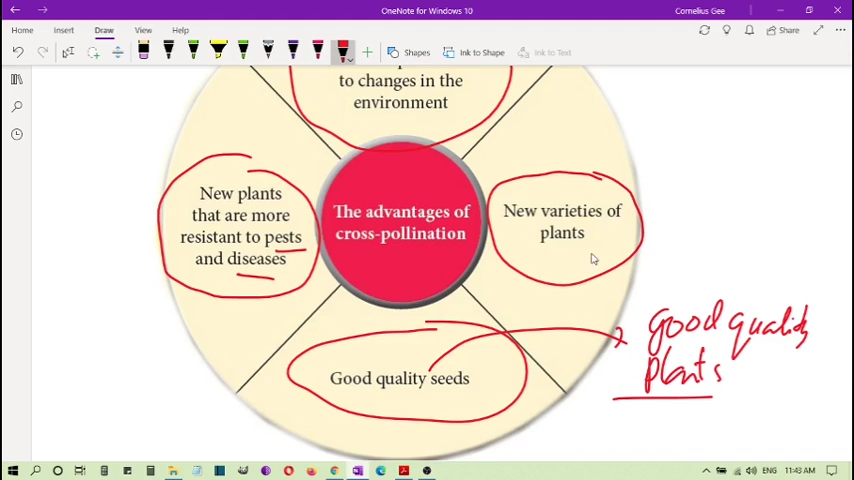 OneNote for Windows 10
Cornelius Gee
Home Insert Draw View Help
Share
Shapes
Ink to Shape
Ink to Text
to changes in the
environment
New plants
that are more
resistant to pests
and diseases
The advantages of
cross-pollination
New varieties of
plants
Good quality seeds
Good quality
Plants
ENG 11:43 AM